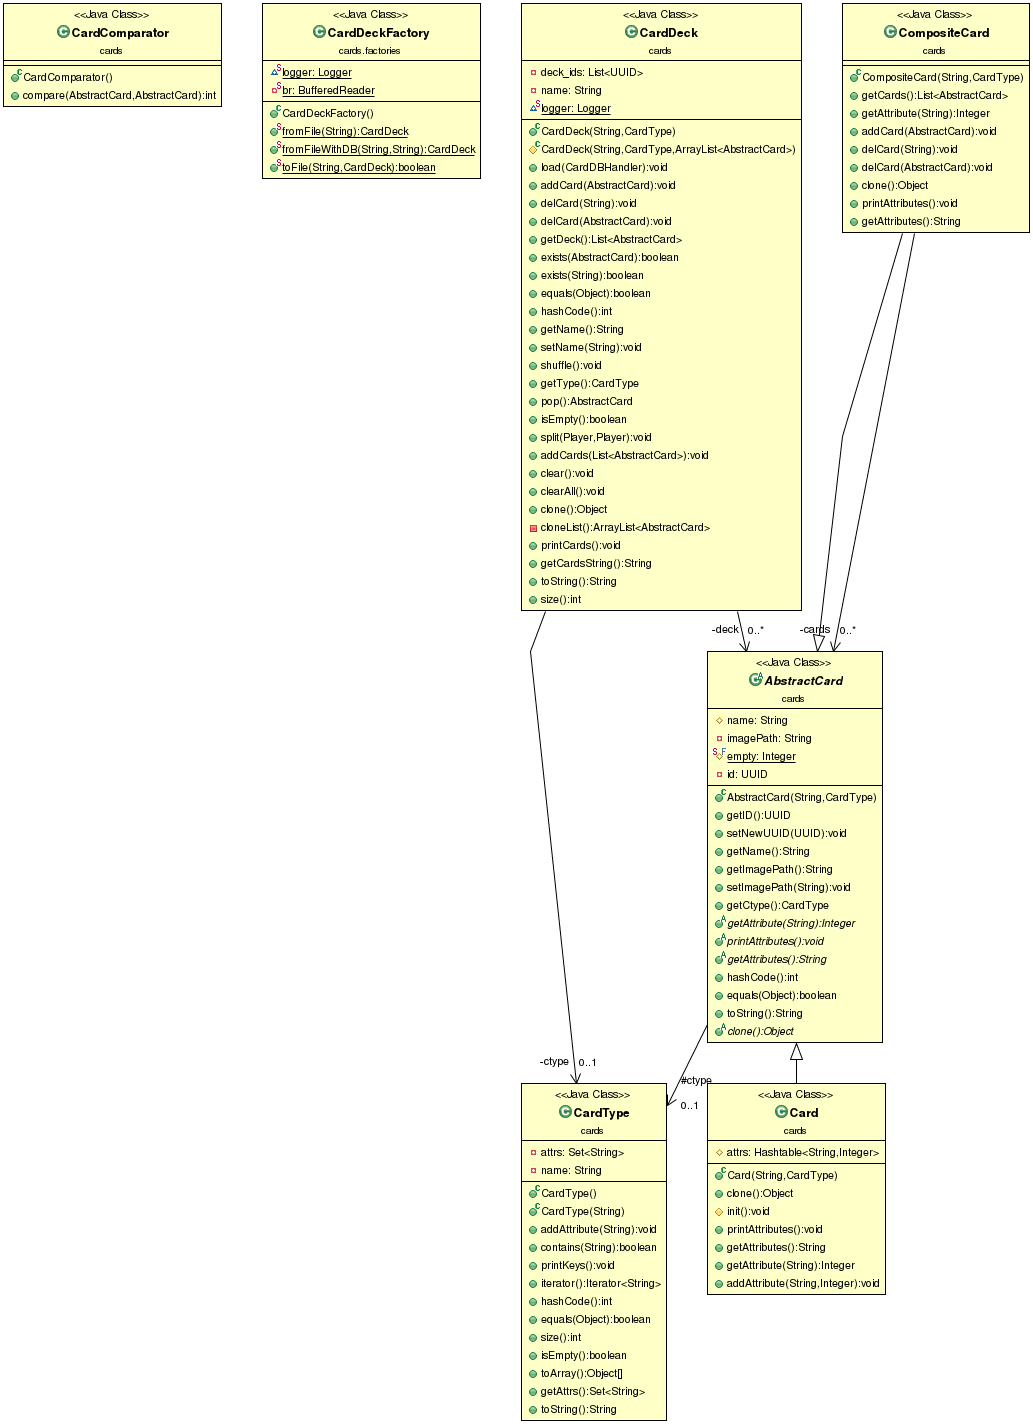 <<Java Class>>
CardComparator
cards
CardComparator()
compare(AbstractCard,AbstractCard):int
<<Java Class>>
CardDeckFactory
cards.factories
logger: Logger
br: BufferedReader
CardDeckFactory()
fromFile(String):CardDeck
fromFileWithDB(String,String):CardDeck
toFile(String,CardDeck):boolean
<<Java Class>>
CardDeck
cards
deck_ids: List<UUID>
name: String
logger: Logger
CardDeck(String,CardType)
CardDeck(String,CardType,ArrayList<AbstractCard>)
load(CardDBHandler):void
addCard(AbstractCard):void
delCard(String):void
delCard(AbstractCard):void
getDeck():List<AbstractCard>
exists(AbstractCard):boolean
exists(String):boolean
equals(Object):boolean
hashCode():int
getName():String
setName(String):void
shuffle():void
getType():CardType
pop():AbstractCard
isEmpty():boolean
split(Player,Player):void
addCards(List<AbstractCard>):void
clear():void
clearAll():void
clone():Object
cloneList():ArrayList<AbstractCard>
printCards():void
getCardsString():String
toString():String
size():int
<<Java Class>>
CompositeCard
cards
CompositeCard(String,CardType)
getCards():List<AbstractCard>
getAttribute(String):Integer
addCard(AbstractCard):void
delCard(String):void
delCard(AbstractCard):void
clone():Object
printAttributes():void
getAttributes():String
-deck 0..*
-cards 0..*
<<Java Class>>
AbstractCard
cards
name: String
imagePath: String
empty: Integer
id: UUID
AbstractCard(String,CardType)
getID():UUID
setNewUUID(UUID):void
getName():String
getImagePath():String
setImagePath(String):void
getCtype():CardType
getAttribute(String):Integer
printAttributes():void
getAttributes():String
hashCode():int
equals(Object):boolean
toString():String
clone():Object
-ctype 0..1
#ctype
0..1
<<Java Class>>
CardType
cards
attrs: Set<String>
name: String
CardType()
CardType(String)
addAttribute(String):void
contains(String):boolean
printKeys():void
iterator():Iterator<String>
hashCode():int
equals(Object):boolean
size():int
isEmpty():boolean
toArray():Object[]
getAttrs():Set<String>
toString():String
<<Java Class>>
Card
cards
attrs: Hashtable<String,Integer>
Card(String,CardType)
clone():Object
init():void
printAttributes():void
getAttributes():String
getAttribute(String):Integer
addAttribute(String,Integer):void